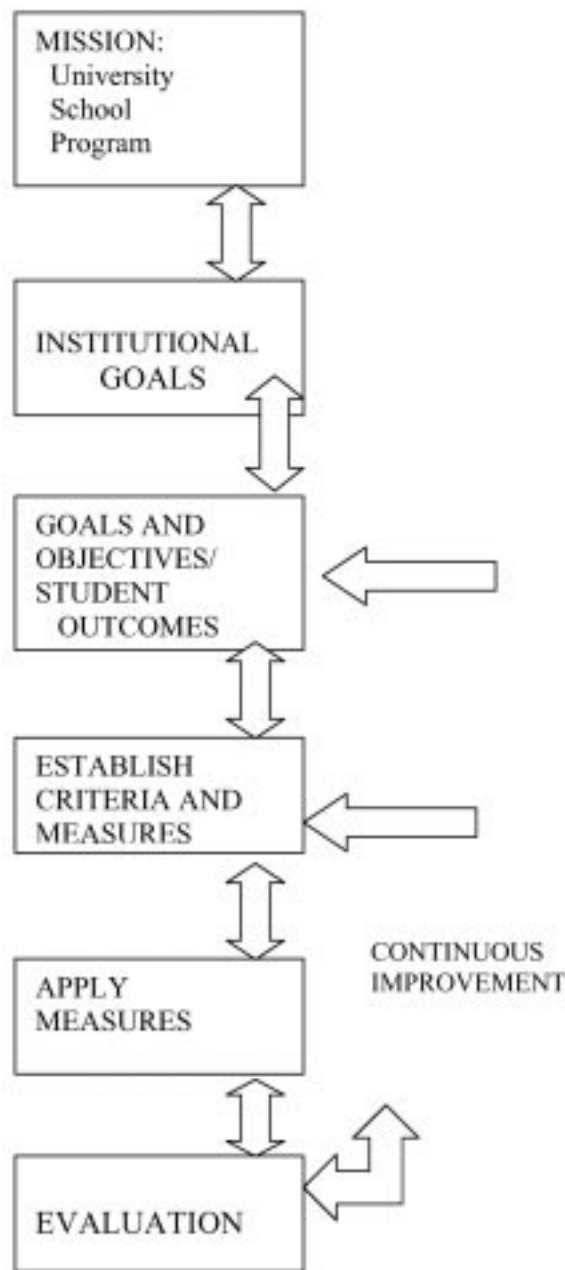 MISSION:
University
School
Program
INSTITUTIONAL
GOALS
GOALS AND
OBJECTIVES/
STUDENT
OUTCOMES
ESTABLISH
CRITERIA AND
MEASURES
CONTINUOUS
IMPROVEMENT
APPLY
MEASURES
EVALUATION